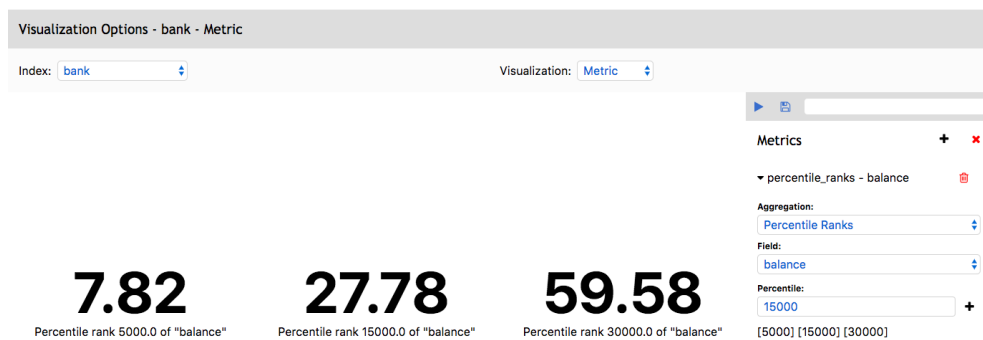 Visualization Options - bank - Metric
Index: bank
Visualization: Metric
Metrics
percentile_ranks - balance
Aggregation:
Percentile Ranks
Field:
balance
Percentile:
15000
[5000] [15000] [30000]
7.82
Percentile rank 5000.0 of "balance"
27.78
Percentile rank 15000.0 of "balance"
59.58
Percentile rank 30000.0 of "balance"